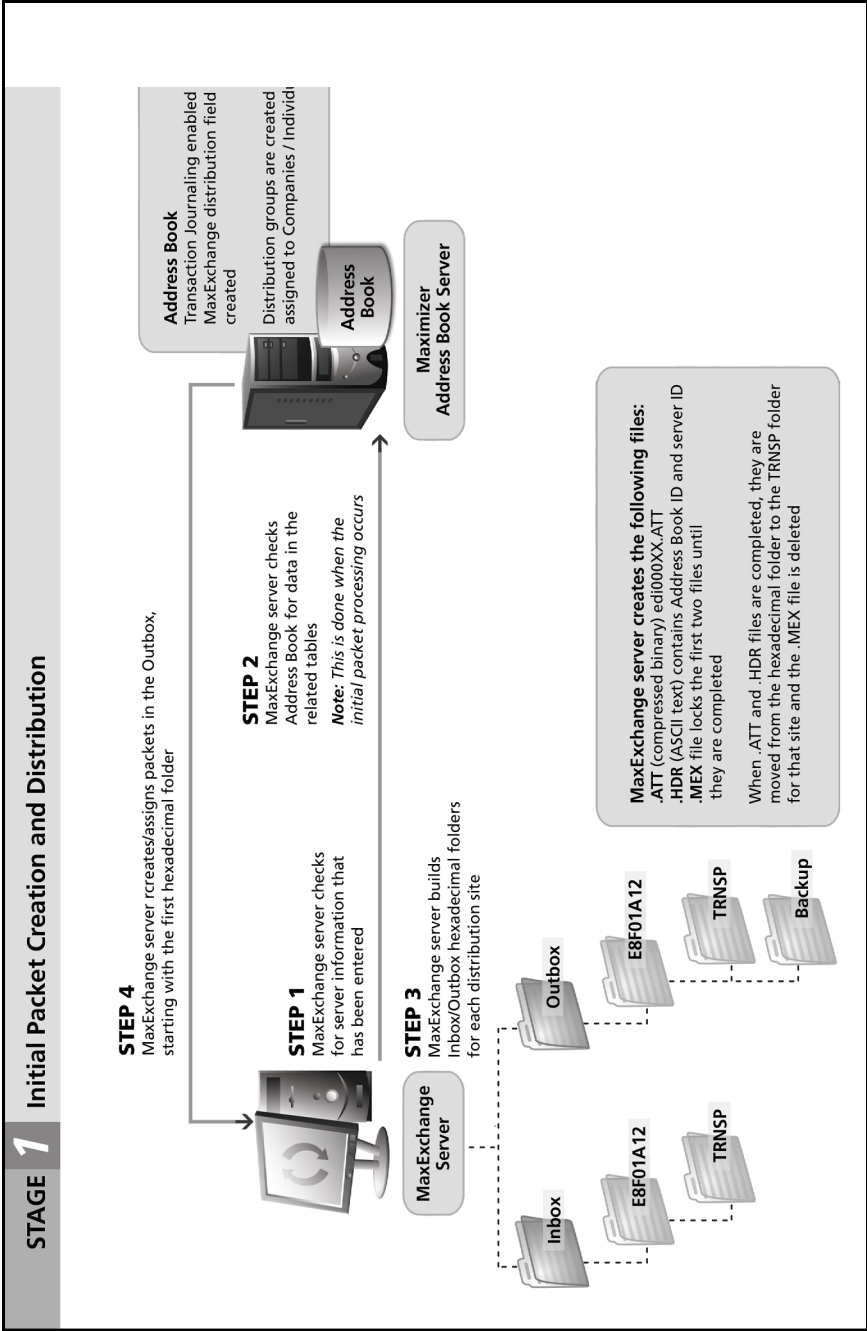 STAGE 1 Initial Packet Creation and Distribution
STEP 4
MaxExchange server rcreates/assigns packets in the Outbox,
starting with the first hexadecimal folder
STEP 1
MaxExchange server checks
for server information that
has been entered
STEP 2
MaxExchange server checks
Address Book for data in the
related tables
Note: This is done when the
initial packet processing occurs
Address Book
Transaction Journaling enabled
MaxExchange distribution field
created
Distribution groups are created
assigned to Companies / Individu
Address
Book
Maximizer
Address Book Server
MaxExchange
Server
STEP 3
MaxExchange server builds
Inbox/Outbox hexadecimal folders
for each distribution site
Inbox
E8F01A12
TRNSP
Outbox
E8F01A12
TRNSP
Backup
MaxExchange server creates the following files:
.ATT (compressed binary) edi000XX.ATT
.HDR (ASCII text) contains Address Book ID and server ID
.MEX file locks the first two files until
they are completed
When .ATT and .HDR files are completed, they are
moved from the hexadecimal folder to the TRNSP folder
for that site and the .MEX file is deleted